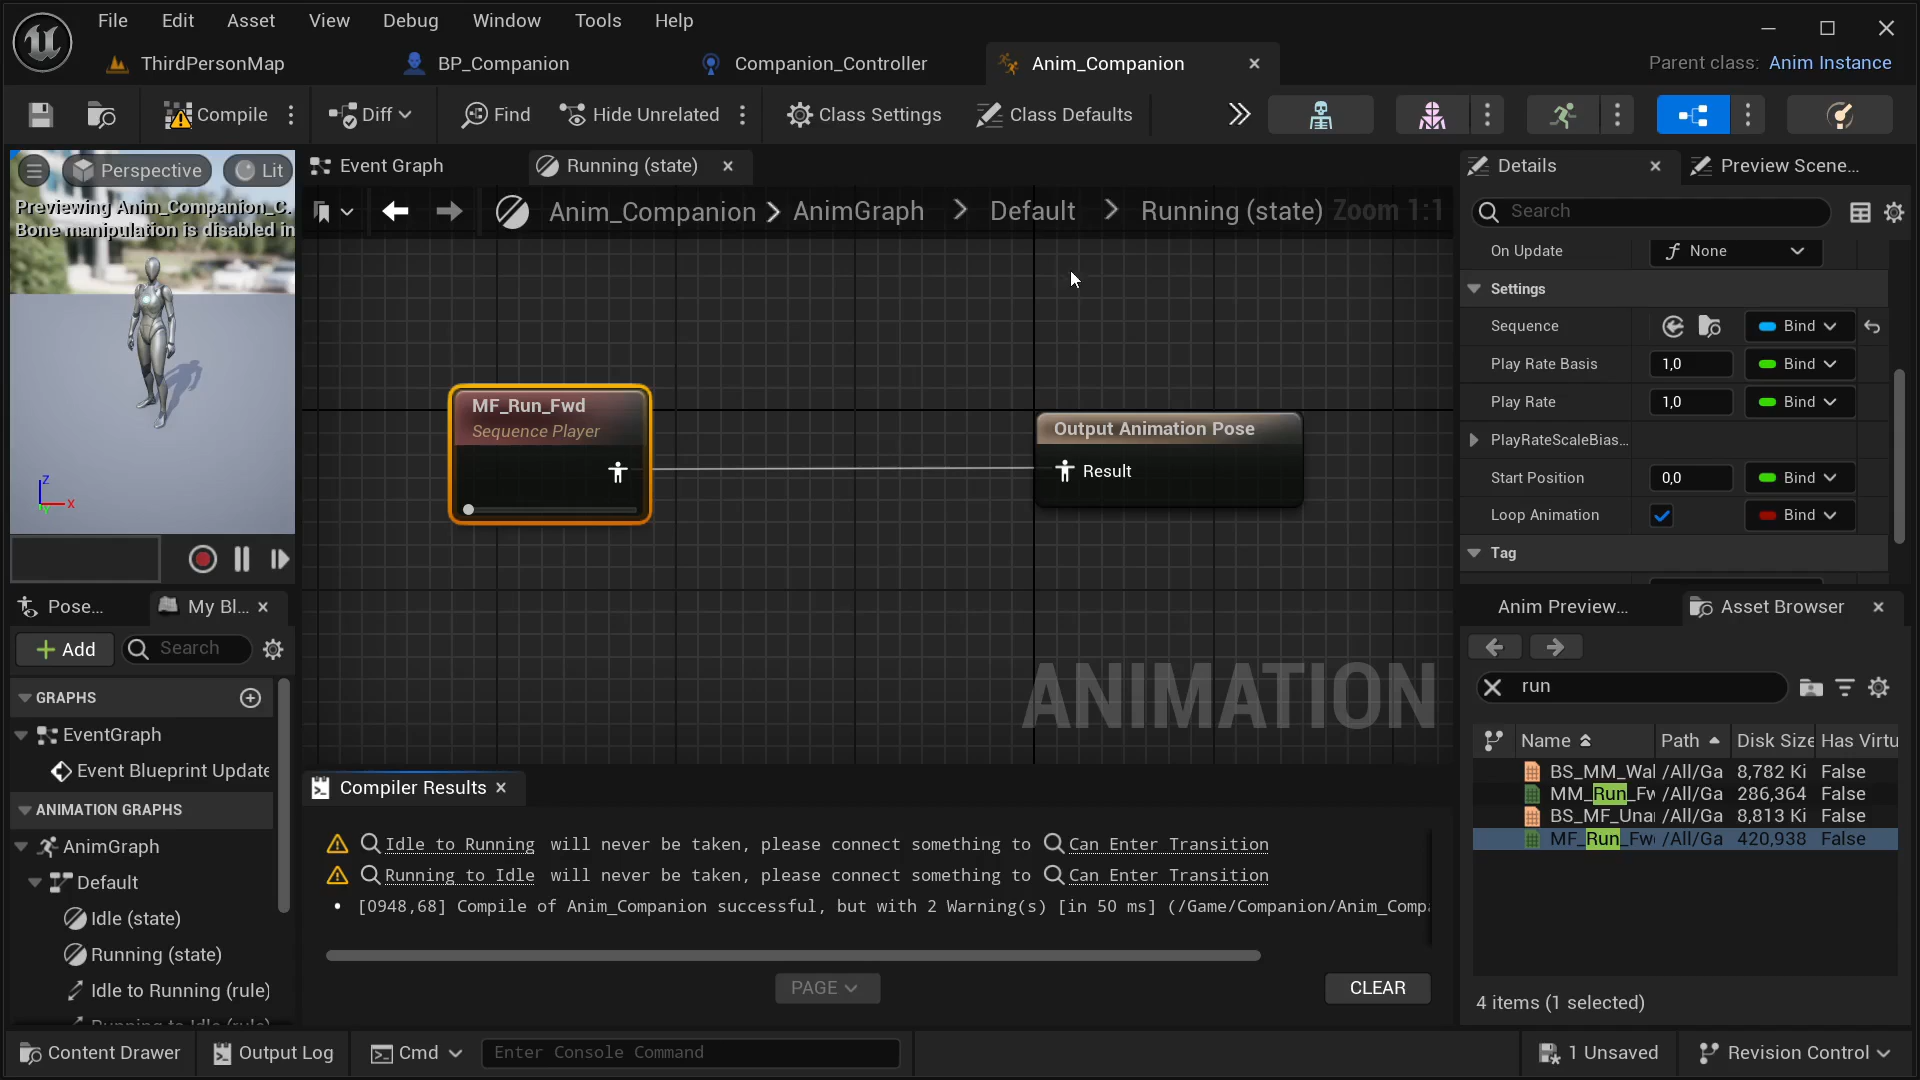 File Edit Asset View Debug Window Tools Help
ThirdPersonMap BP_Companion Companion_Controller Anim_Companion Parent class: Anim Instance
Compile Diff Find Hide Unrelated Class Settings Class Defaults
Perspective Lit
Previewing Anim_Companion_C.
Bone manipulation is disabled in
Z
X
Y
Pose... My Bl...
Add Search
GRAPHS
EventGraph
Event Blueprint Update
ANIMATION GRAPHS
AnimGraph
Default
Idle (state)
Running (state)
Idle to Running (rule)
Running to Idle (rule)
Event Graph Running (state)
Anim_Companion > AnimGraph > Default > Running (state) Zoom 1:1
MF_Run_Fwd
Sequence Player
Output Animation Pose
Result
ANIMATION
Compiler Results
Idle to Running will never be taken, please connect something to Can Enter Transition
Running to Idle will never be taken, please connect something to Can Enter Transition
• [0948,68] Compile of Anim_Companion successful, but with 2 Warning(s) [in 50 ms] (/Game/Companion/Anim_Comp
PAGE CLEAR
Details Preview Scene...
Search
On Update None
Settings
Sequence Bind
Play Rate Basis 1,0 Bind
Play Rate 1,0 Bind
PlayRateScaleBias...
Start Position 0,0 Bind
Loop Animation Bind
Tag
Anim Preview... Asset Browser
run
Name Path Disk Size Has Virtu
BS_MM_Wal /All/Ga 8,782 Ki False
MM_Run_Fw /All/Ga 286,364 False
BS_MF_Una /All/Ga 8,813 Ki False
MF_Run_Fw /All/Ga 420,938 False
4 items (1 selected)
Content Drawer Output Log Cmd Enter Console Command 1 Unsaved Revision Control